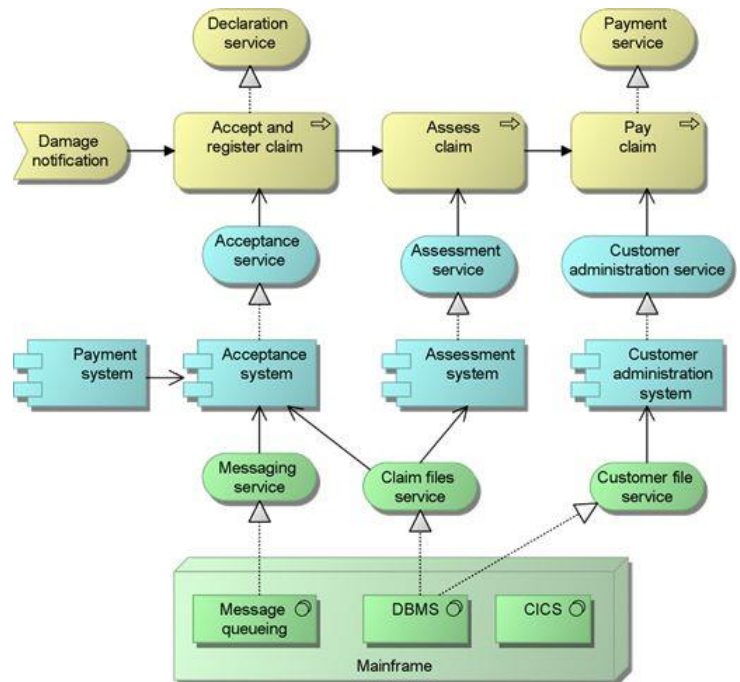 Declaration
service
Payment
service
Damage
notification
Accept and
register claim
Assess
claim
Pay
claim
Acceptance
service
Assessment
service
Customer
administration service
Payment
system
Acceptance
system
Assessment
system
Customer
administration
system
Messaging
service
Claim files
service
Customer file
service
Message
queueing
DBMS
CICS
Mainframe